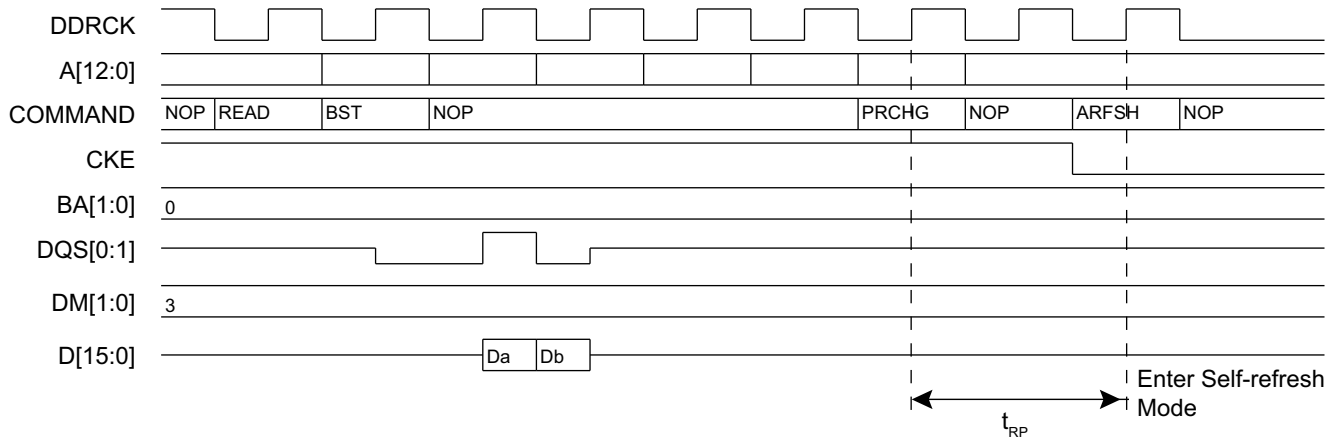 DDRCK
A[12:0]
COMMAND NOP READ BST NOP PRCHG NOP ARFSH NOP
CKE
BA[1:0] 0
DQS[0:1]
DM[1:0] 3
D[15:0] Da Db
Enter Self-refresh
Mode
tRP